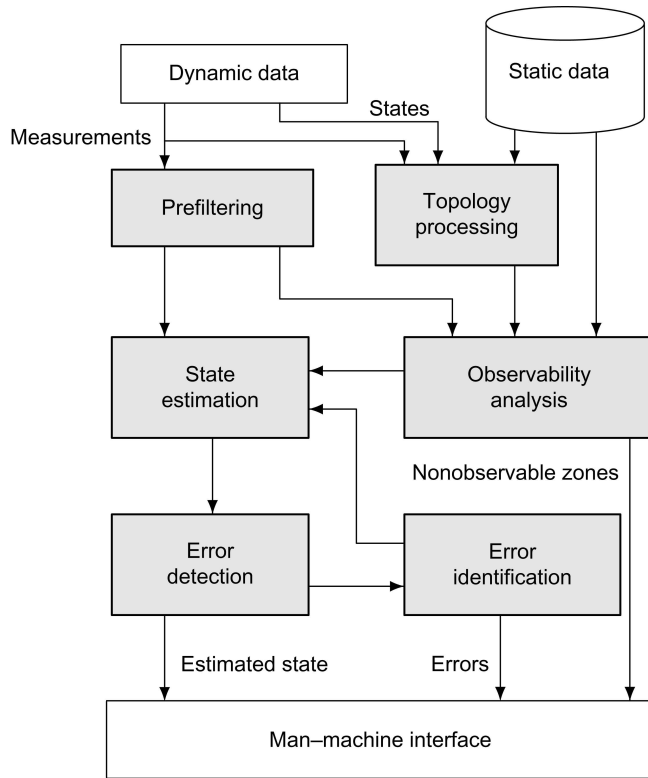 Dynamic data
Static data
States
Measurements
Prefiltering
Topology
processing
State
estimation
Observability
analysis
Nonobservable zones
Error
detection
Error
identification
Estimated state
Errors
Man–machine interface